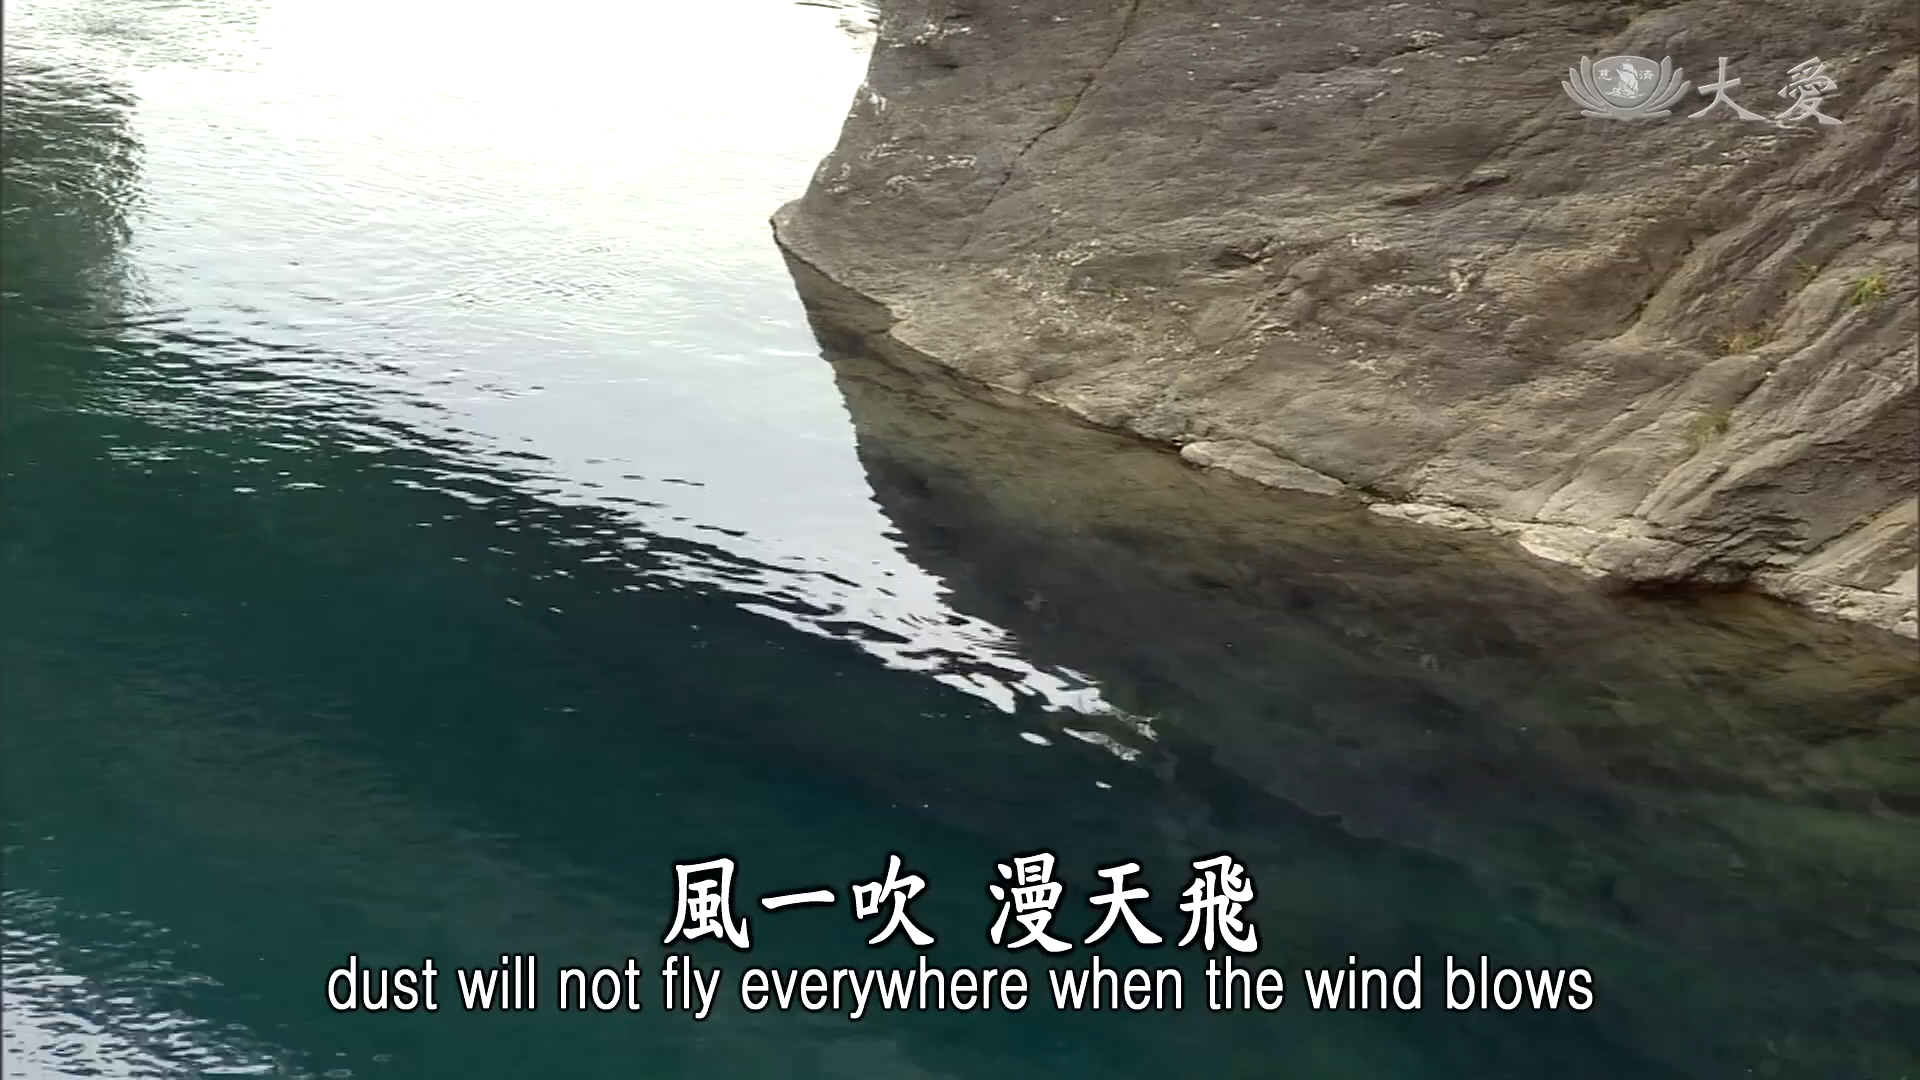 大愛
風一吹 漫天飛
dust will not fly everywhere when the wind blows